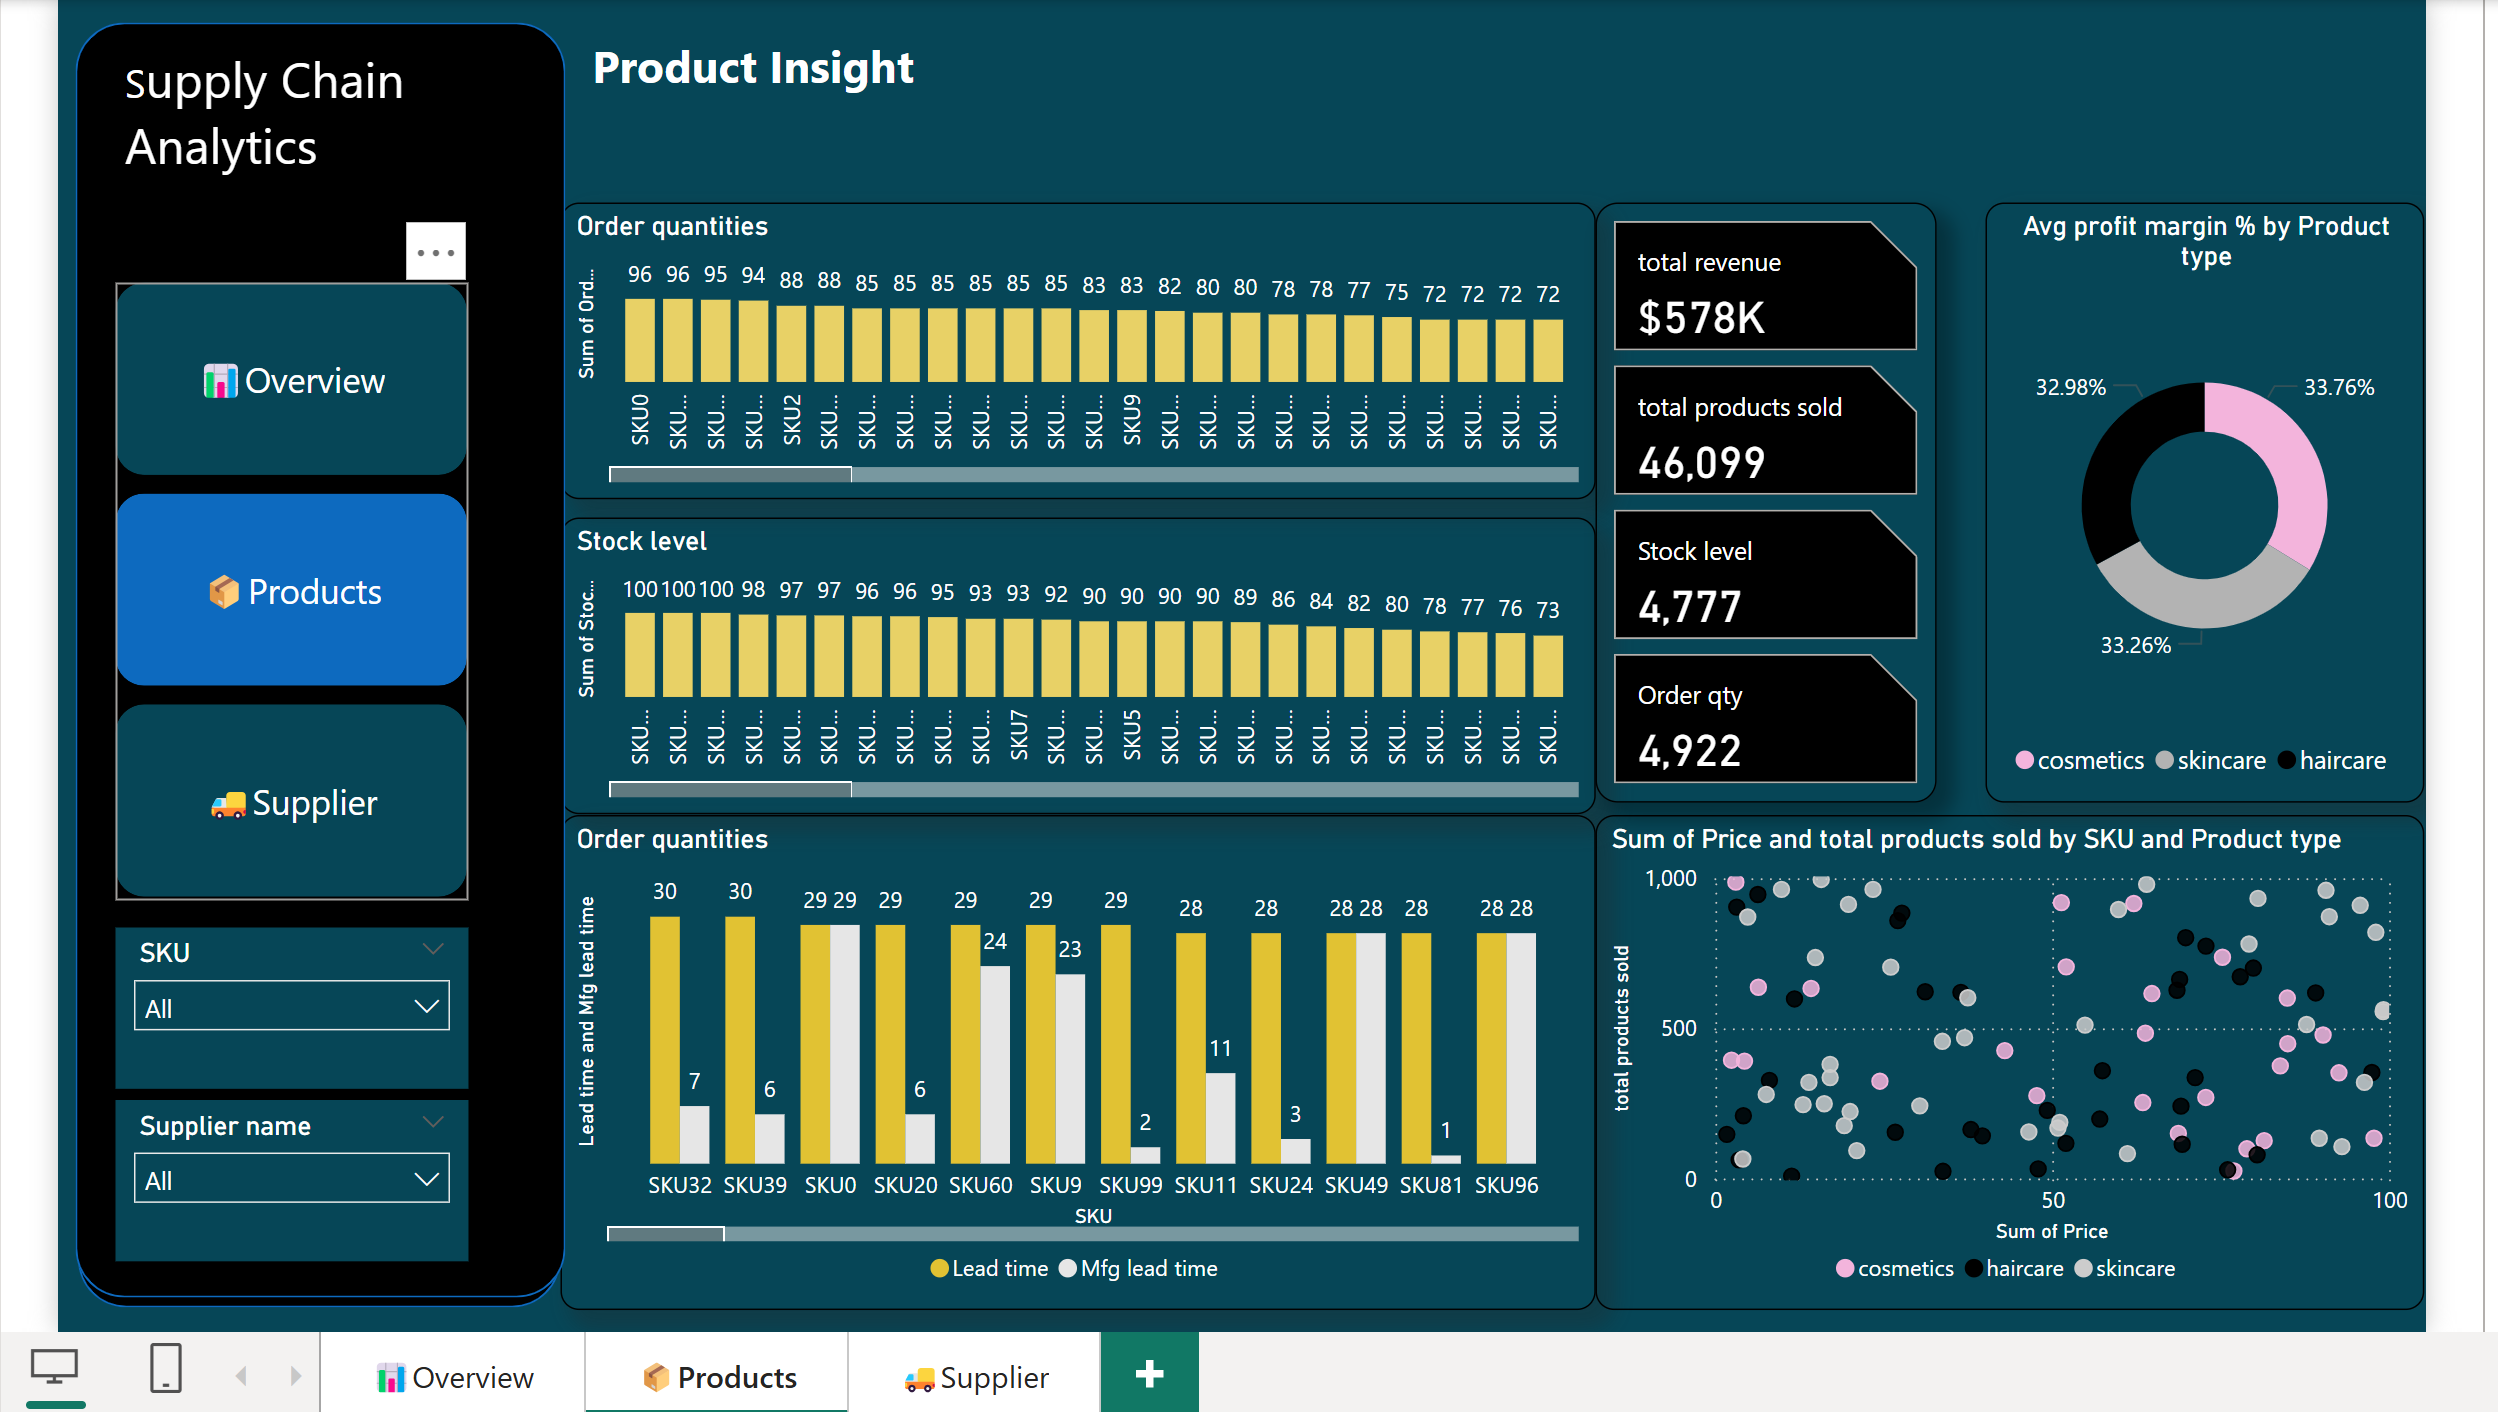 Supply Chain
Analytics
Product Insight
...
Overview
Products
Supplier
SKU
All
Supplier name
All
Order quantities
Sum of Ord...
96 96 95 94 88 88 85 85 85 85 85 85 83 83 82 80 80 78 78 77 75 72 72 72 72
SKU0 SKU... SKU... SKU... SKU2 SKU... SKU... SKU... SKU... SKU... SKU... SKU... SKU... SKU9 SKU... SKU... SKU... SKU... SKU... SKU... SKU... SKU... SKU... SKU... SKU...
Stock level
Sum of Stoc...
100 100 100 98 97 97 96 96 95 93 93 92 90 90 90 90 89 86 84 82 80 78 77 76 73
SKU... SKU... SKU... SKU... SKU... SKU... SKU... SKU... SKU... SKU... SKU7 SKU... SKU... SKU5 SKU... SKU... SKU... SKU... SKU... SKU... SKU... SKU... SKU... SKU... SKU...
Order quantities
Lead time and Mfg lead time
30 7 30 6 29 29 29 6 29 24 29 23 29 2 28 11 28 3 28 28 28 1 28 28
SKU32 SKU39 SKU0 SKU20 SKU60 SKU9 SKU99 SKU11 SKU24 SKU49 SKU81 SKU96
SKU
Lead time Mfg lead time
total revenue
$578K
total products sold
46,099
Stock level
4,777
Order qty
4,922
Avg profit margin % by Product
type
32.98% 33.76%
33.26%
cosmetics skincare haircare
Sum of Price and total products sold by SKU and Product type
total products sold
1,000
500
0
0 50 100
Sum of Price
cosmetics haircare skincare
Overview Products Supplier